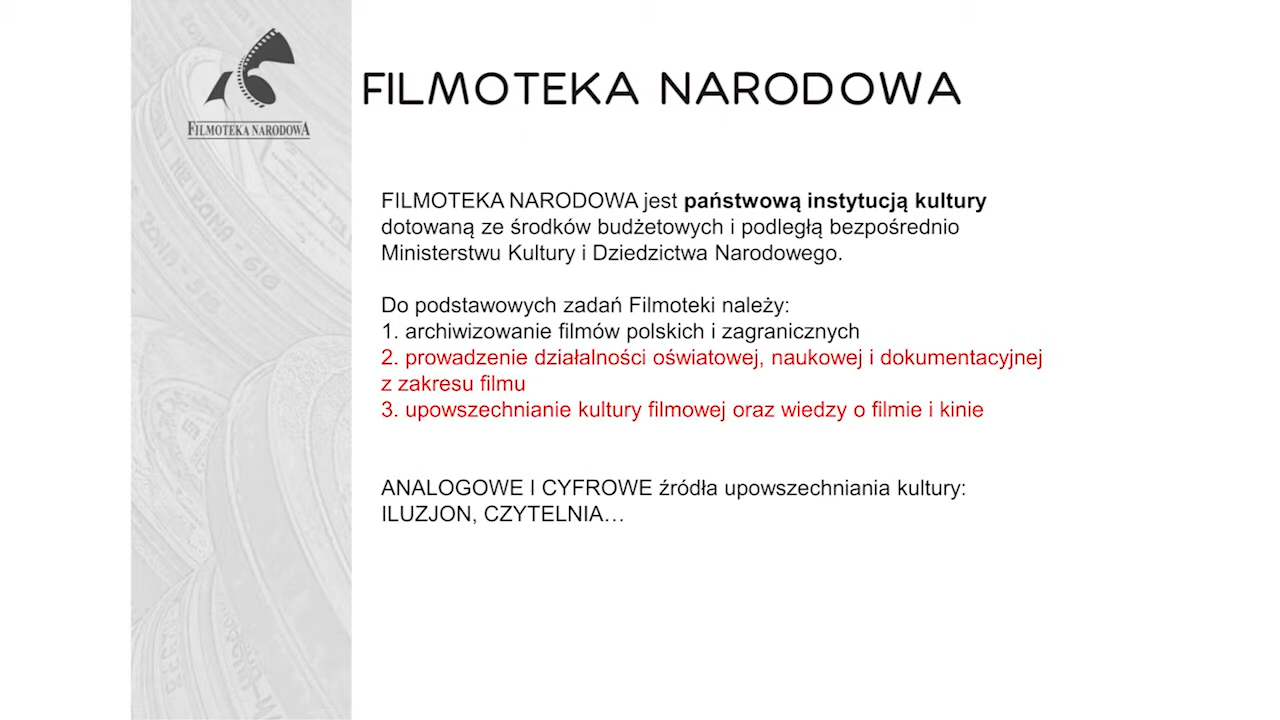 FILMOTEKA NARODOWA
FILMOTEKA NARODOWA
FILMOTEKA NARODOWA jest państwową instytucją kultury
dotowaną ze środków budżetowych i podległą bezpośrednio
Ministerstwu Kultury i Dziedzictwa Narodowego.
Do podstawowych zadań Filmoteki należy:
1. archiwizowanie filmów polskich i zagranicznych
2. prowadzenie działalności oświatowej, naukowej i dokumentacyjnej
z zakresu filmu
3. upowszechnianie kultury filmowej oraz wiedzy o filmie i kinie
ANALOGOWE I CYFROWE źródła upowszechniania kultury:
ILUZJON, CZYTELNIA…